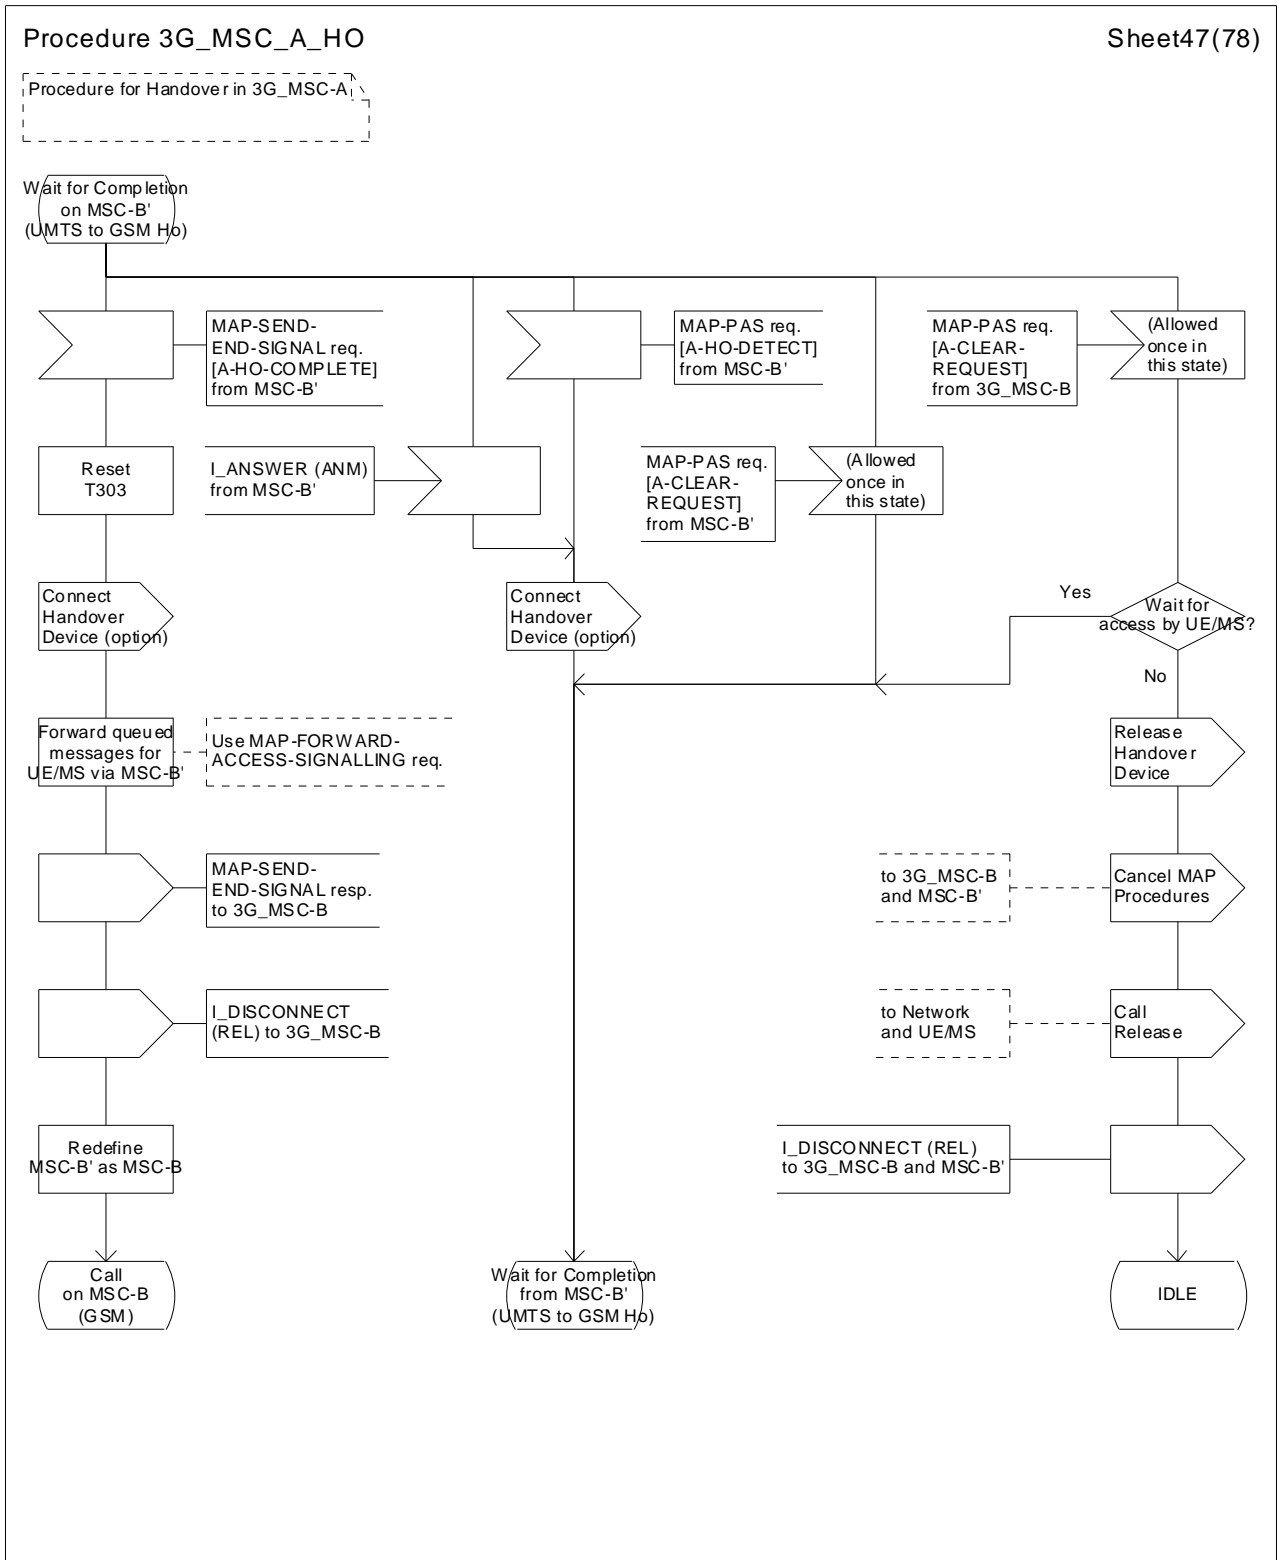 Procedure 3G_MSC_A_HO
Sheet47(78)
Procedure for Handover in 3G_MSC-A
Wait for Completion
on MSC-B'
(UMTS to GSM Ho)
MAP-SEND-
END-SIGNAL req.
[A-HO-COMPLETE]
from MSC-B'
MAP-PAS req.
[A-HO-DETECT]
from MSC-B'
MAP-PAS req.
[A-CLEAR-
REQUEST]
from 3G_MSC-B
(Allowed
once in
this state)
Reset
T303
I_ANSWER (ANM)
from MSC-B'
MAP-PAS req.
[A-CLEAR-
REQUEST]
from MSC-B'
(Allowed
once in
this state)
Connect
Handover
Device (option)
Connect
Handover
Device (option)
Yes
Wait for
access by UE/MS?
No
Forward queued
messages for
UE/MS via MSC-B'
Use MAP-FORWARD-
ACCESS-SIGNALLING req.
Release
Handover
Device
MAP-SEND-
END-SIGNAL resp.
to 3G_MSC-B
to 3G_MSC-B
and MSC-B'
Cancel MAP
Procedures
I_DISCONNECT
(REL) to 3G_MSC-B
to Network
and UE/MS
Call
Release
Redefine
MSC-B' as MSC-B
I_DISCONNECT (REL)
to 3G_MSC-B and MSC-B'
Call
on MSC-B
(GSM)
Wait for Completion
from MSC-B'
(UMTS to GSM Ho)
IDLE